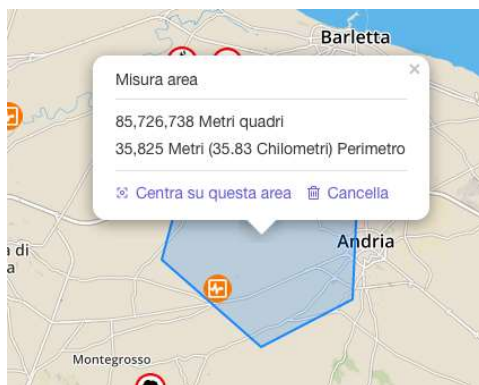 Barletta
Misura area
×
85,726,738 Metri quadri
35,825 Metri (35.83 Chilometri) Perimetro
Centra su questa area Cancella
a di
a
Andria
Montegrosso